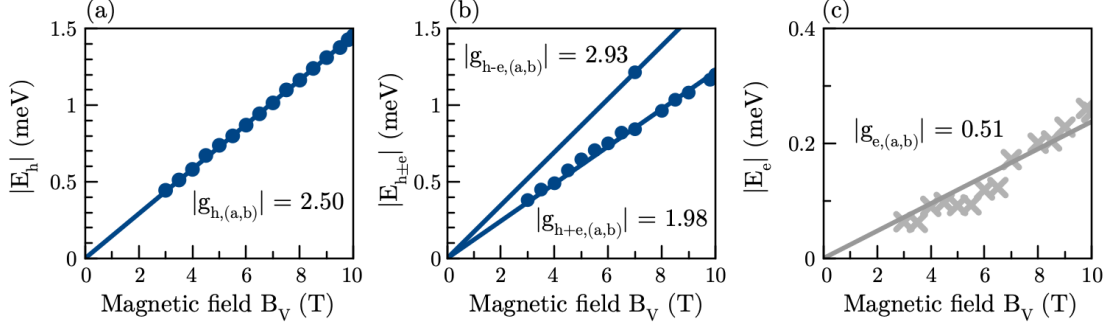 (a)
1.5
1
0.5
0
|E_h| (meV)
|g_h,(a,b)| = 2.50
0 2 4 6 8 10
Magnetic field B_V (T)
(b)
1.5
1
0.5
0
|E_h±e| (meV)
|g_h-e,(a,b)| = 2.93
|g_h+e,(a,b)| = 1.98
0 2 4 6 8 10
Magnetic field B_V (T)
(c)
0.4
0.2
0
|E_e| (meV)
|g_e,(a,b)| = 0.51
0 2 4 6 8 10
Magnetic field B_V (T)